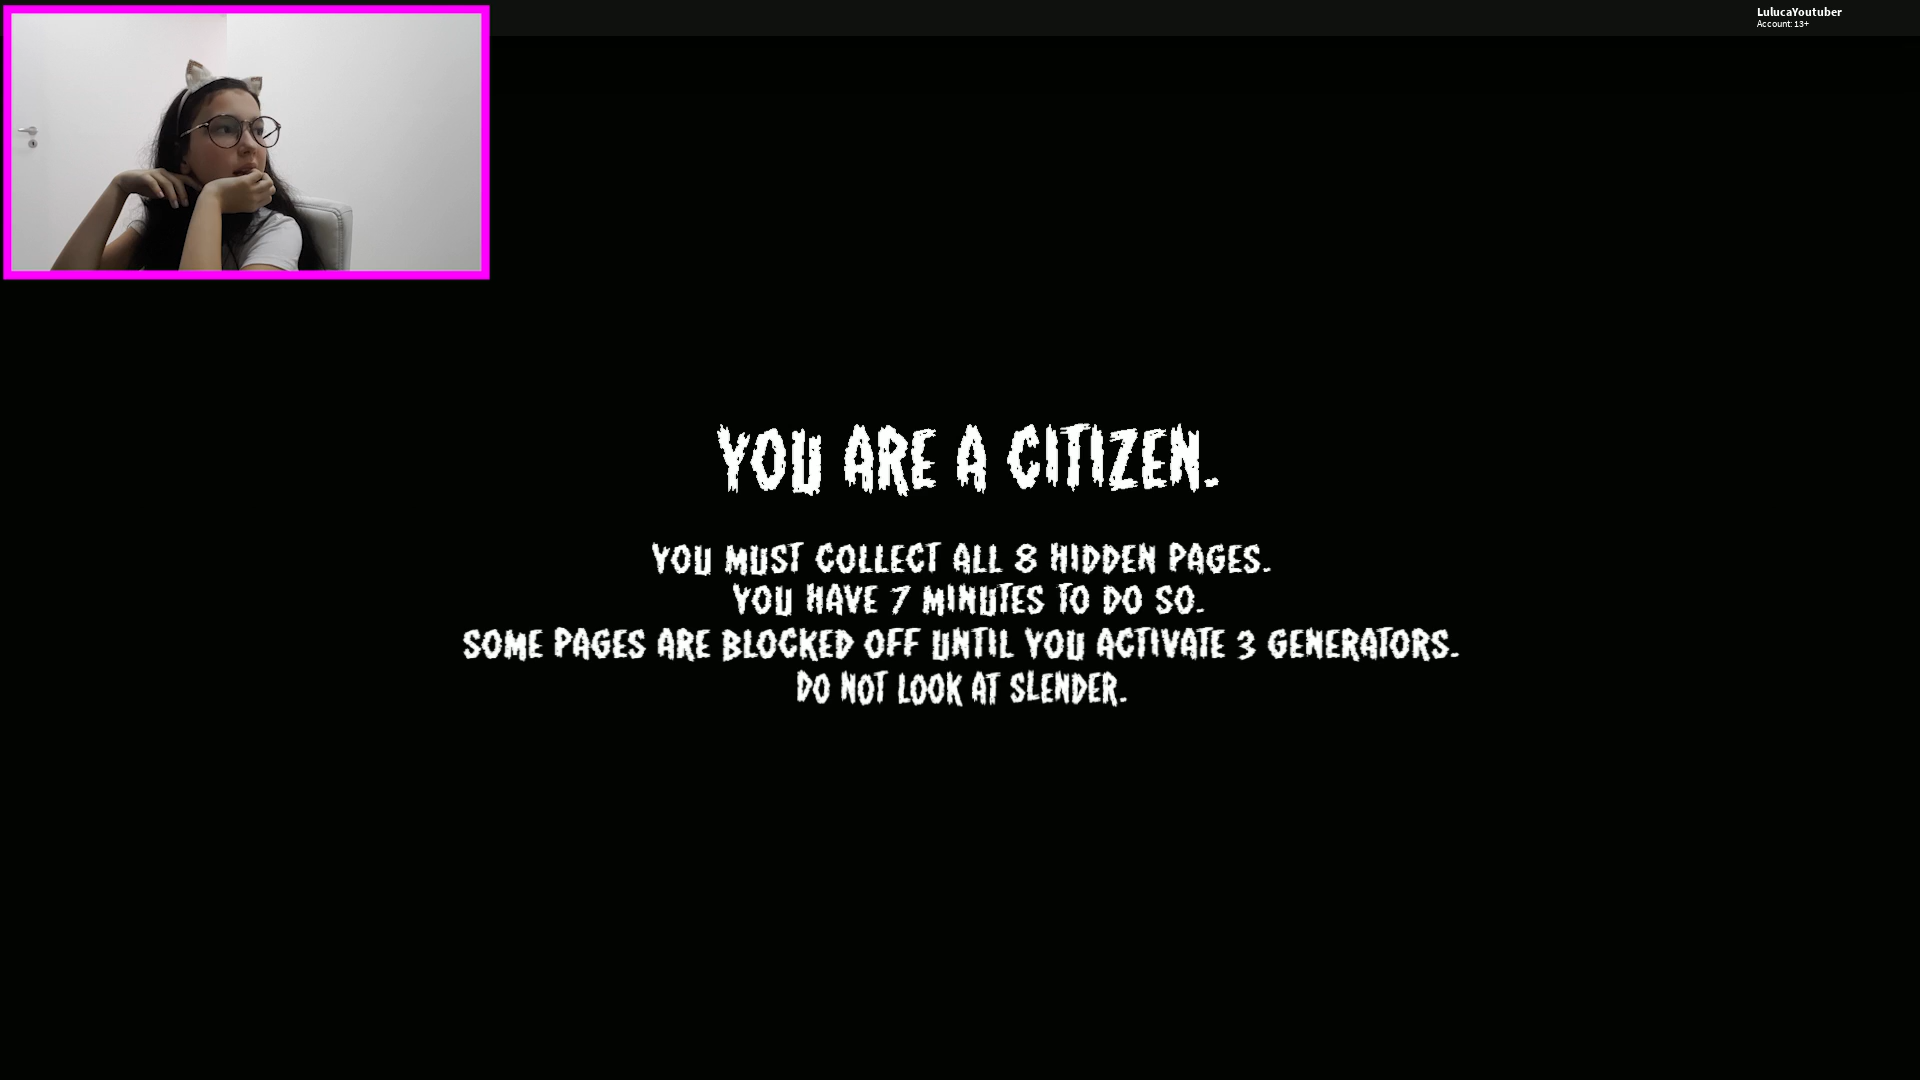 LulucaYoutuber
Account: 13+
YOU ARE A CITIZEN.
YOU MUST COLLECT ALL 8 HIDDEN PAGES.
YOU HAVE 7 MINUTES TO DO SO.
SOME PAGES ARE BLOCKED OFF UNTIL YOU ACTIVATE 3 GENERATORS.
DO NOT LOOK AT SLENDER.